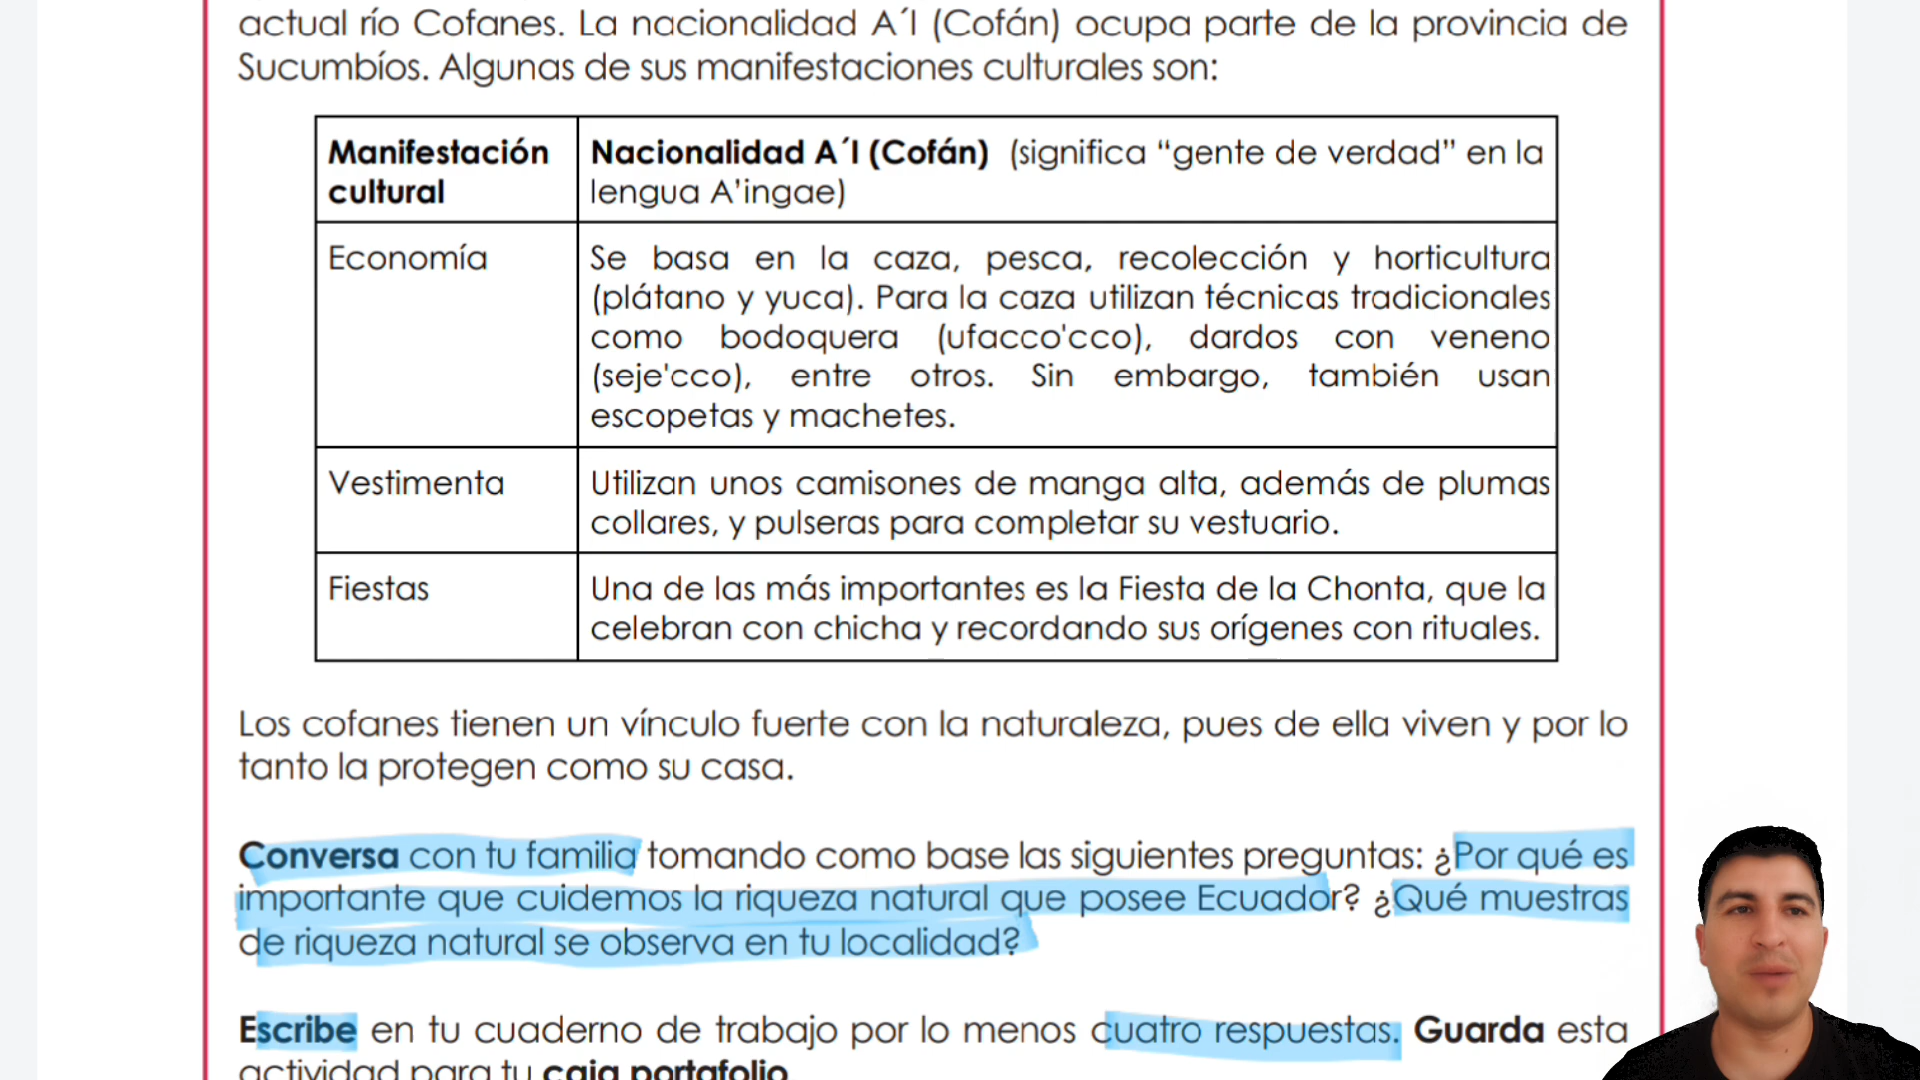 actual río Cofanes. La nacionalidad A´I (Cofán) ocupa parte de la provincia de
Sucumbíos. Algunas de sus manifestaciones culturales son:
Manifestación
cultural
Nacionalidad A´I (Cofán) (significa “gente de verdad” en la
lengua A’ingae)
Economía
Se basa en la caza, pesca, recolección y horticultura
(plátano y yuca). Para la caza utilizan técnicas tradicionales
como bodoquera (ufacco'cco), dardos con veneno
(seje'cco), entre otros. Sin embargo, también usan
escopetas y machetes.
Vestimenta
Utilizan unos camisones de manga alta, además de plumas
collares, y pulseras para completar su vestuario.
Fiestas
Una de las más importantes es la Fiesta de la Chonta, que la
celebran con chicha y recordando sus orígenes con rituales.
Los cofanes tienen un vínculo fuerte con la naturaleza, pues de ella viven y por lo
tanto la protegen como su casa.
Conversa con tu familia tomando como base las siguientes preguntas: ¿Por qué es
importante que cuidemos la riqueza natural que posee Ecuador? ¿Qué muestras
de riqueza natural se observa en tu localidad?
Escribe en tu cuaderno de trabajo por lo menos cuatro respuestas. Guarda esta
actividad para tu caja portafolio